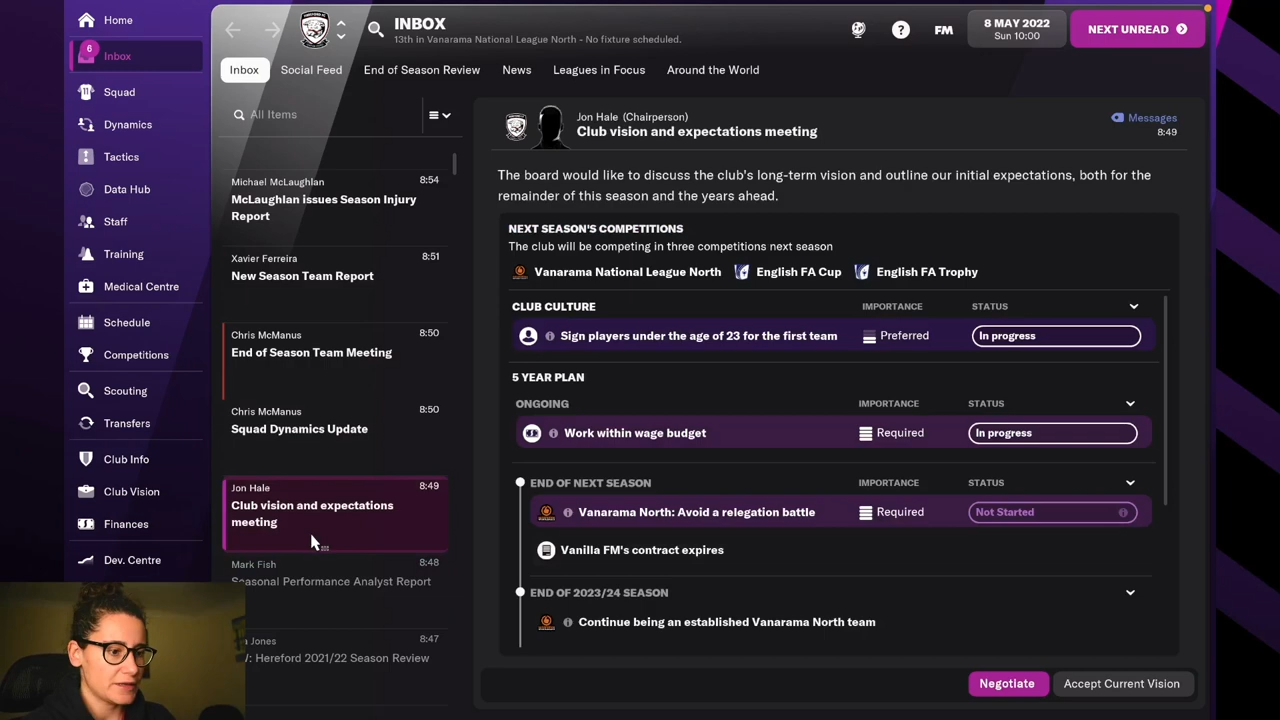 Home
6
Inbox
Squad
Dynamics
Tactics
Data Hub
Staff
Training
Medical Centre
Schedule
Competitions
Scouting
Transfers
Club Info
Club Vision
Finances
Dev. Centre
INBOX
13th in Vanarama National League North - No fixture scheduled.
?
FM
8 MAY 2022
Sun 10:00
NEXT UNREAD
Inbox
Social Feed
End of Season Review
News
Leagues in Focus
Around the World
All Items
Michael McLaughlan
8:54
McLaughlan issues Season Injury
Report
Xavier Ferreira
8:51
New Season Team Report
Chris McManus
8:50
End of Season Team Meeting
Chris McManus
8:50
Squad Dynamics Update
Jon Hale
8:49
Club vision and expectations
meeting
Mark Fish
8:48
Seasonal Performance Analyst Report
Jones
8:47
: Hereford 2021/22 Season Review
Jon Hale (Chairperson)
Club vision and expectations meeting
Messages
8:49
The board would like to discuss the club's long-term vision and outline our initial expectations, both for the
remainder of this season and the years ahead.
NEXT SEASON'S COMPETITIONS
The club will be competing in three competitions next season
Vanarama National League North
English FA Cup
English FA Trophy
CLUB CULTURE
IMPORTANCE
STATUS
Sign players under the age of 23 for the first team
Preferred
In progress
5 YEAR PLAN
ONGOING
IMPORTANCE
STATUS
Work within wage budget
Required
In progress
END OF NEXT SEASON
IMPORTANCE
STATUS
Vanarama North: Avoid a relegation battle
Required
Not Started
Vanilla FM's contract expires
END OF 2023/24 SEASON
Continue being an established Vanarama North team
Negotiate
Accept Current Vision